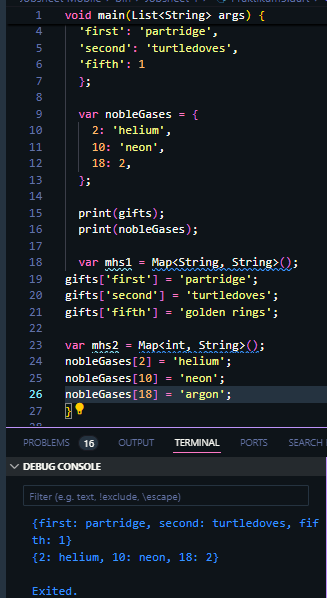 1 void main(List<String> args) {
4 'first': 'partridge',
5 'second': 'turtledoves',
6 'fifth': 1
7 };
8
9 var nobleGases = {
10 2: 'helium',
11 10: 'neon',
12 18: 2,
13 };
14
15 print(gifts);
16 print(nobleGases);
17
18 var mhs1 = Map<String, String>();
19 gifts['first'] = 'partridge';
20 gifts['second'] = 'turtledoves';
21 gifts['fifth'] = 'golden rings';
22
23 var mhs2 = Map<int, String>();
24 nobleGases[2] = 'helium';
25 nobleGases[10] = 'neon';
26 nobleGases[18] = 'argon';
27 }
PROBLEMS 16 OUTPUT TERMINAL PORTS SEARCH
DEBUG CONSOLE
Filter (e.g. text, !exclude, \escape)
{first: partridge, second: turtledoves, fif
th: 1}
{2: helium, 10: neon, 18: 2}
Exited.